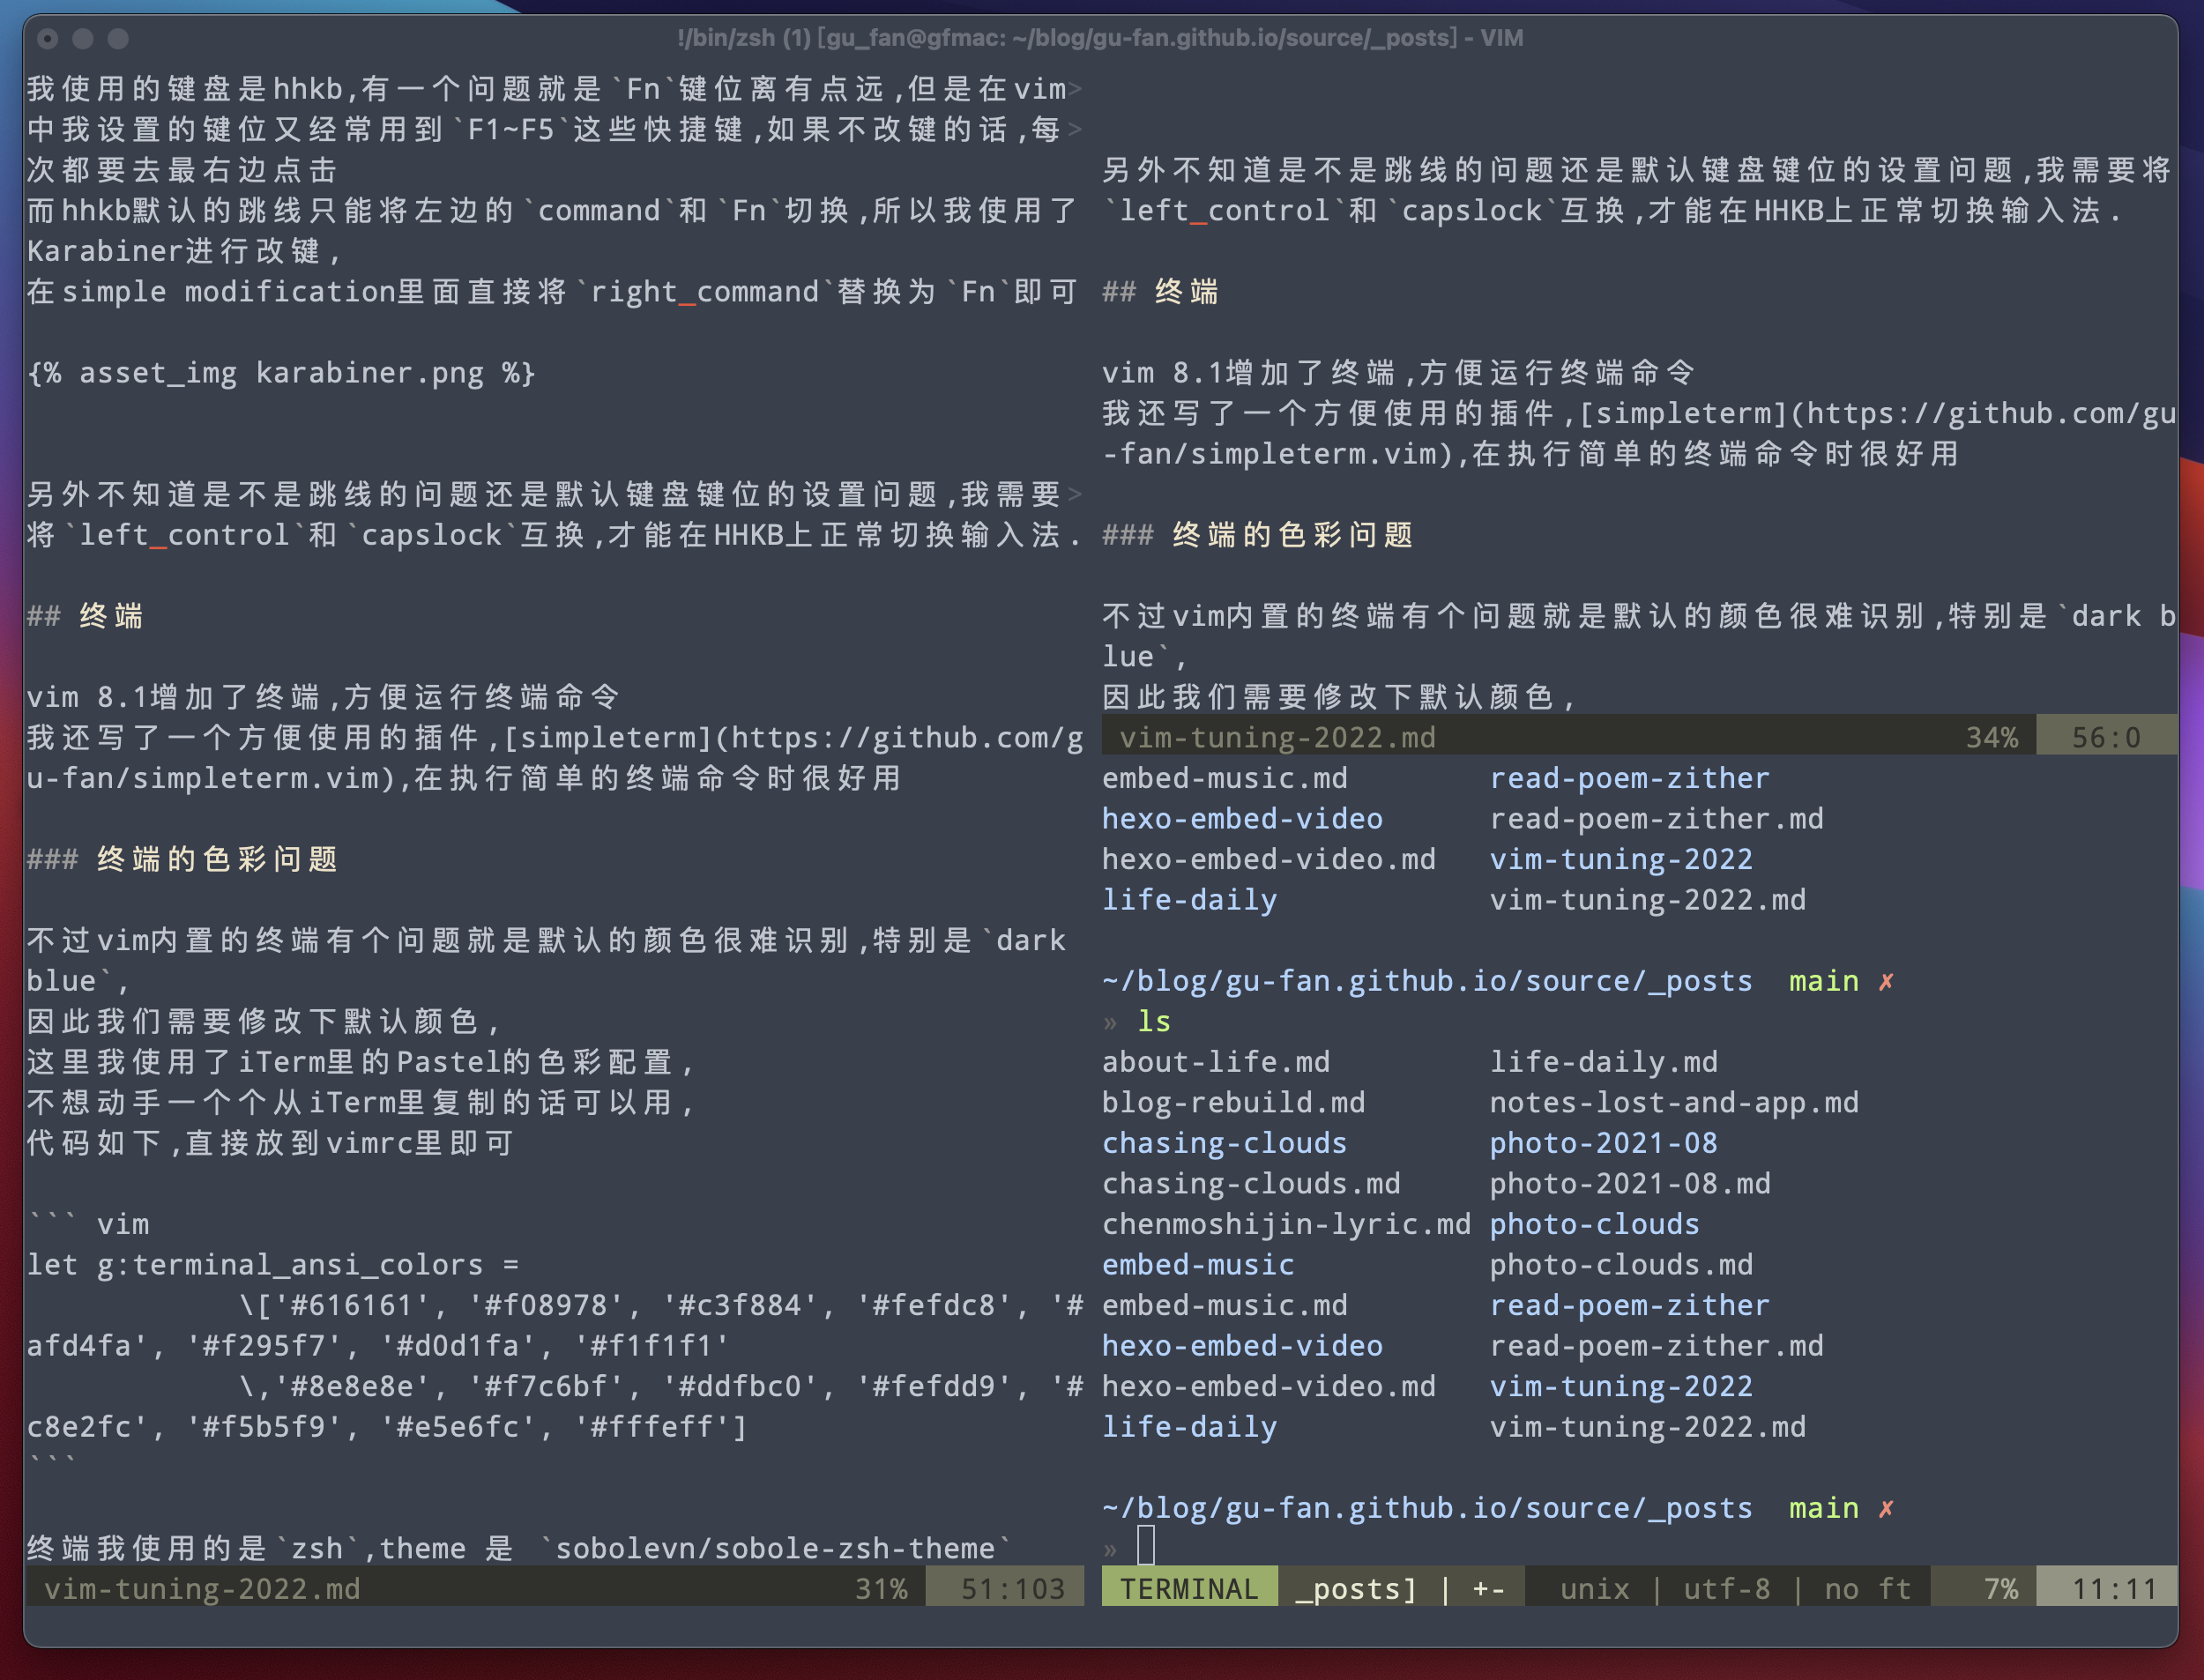 !/bin/zsh (1) [gu_fan@gfmac: ~/blog/gu-fan.github.io/source/_posts] - VIM
我使用的键盘是hhkb,有一个问题就是`Fn`键位离有点远,但是在vim>
中我设置的键位又经常用到`F1~F5`这些快捷键,如果不改键的话,每>
次都要去最右边点击
而hhkb默认的跳线只能将左边的`command`和`Fn`切换,所以我使用了
Karabiner进行改键,
在simple modification里面直接将`right_command`替换为`Fn`即可
{% asset_img karabiner.png %}
另外不知道是不是跳线的问题还是默认键盘键位的设置问题,我需要>
将`left_control`和`capslock`互换,才能在HHKB上正常切换输入法.
## 终端
vim 8.1增加了终端,方便运行终端命令
我还写了一个方便使用的插件,[simpleterm](https://github.com/g
u-fan/simpleterm.vim),在执行简单的终端命令时很好用
### 终端的色彩问题
不过vim内置的终端有个问题就是默认的颜色很难识别,特别是`dark
blue`,
因此我们需要修改下默认颜色,
这里我使用了iTerm里的Pastel的色彩配置,
不想动手一个个从iTerm里复制的话可以用,
代码如下,直接放到vimrc里即可
``` vim
let g:terminal_ansi_colors =
\['#616161', '#f08978', '#c3f884', '#fefdc8', '#
afd4fa', '#f295f7', '#d0d1fa', '#f1f1f1'
\,'#8e8e8e', '#f7c6bf', '#ddfbc0', '#fefdd9', '#
c8e2fc', '#f5b5f9', '#e5e6fc', '#fffeff']
```
终端我使用的是`zsh`,theme 是 `sobolevn/sobole-zsh-theme`
vim-tuning-2022.md 31% 51:103
另外不知道是不是跳线的问题还是默认键盘键位的设置问题,我需要将
`left_control`和`capslock`互换,才能在HHKB上正常切换输入法.
## 终端
vim 8.1增加了终端,方便运行终端命令
我还写了一个方便使用的插件,[simpleterm](https://github.com/gu
-fan/simpleterm.vim),在执行简单的终端命令时很好用
### 终端的色彩问题
不过vim内置的终端有个问题就是默认的颜色很难识别,特别是`dark b
lue`,
因此我们需要修改下默认颜色,
vim-tuning-2022.md 34% 56:0
embed-music.md read-poem-zither
hexo-embed-video read-poem-zither.md
hexo-embed-video.md vim-tuning-2022
life-daily vim-tuning-2022.md
~/blog/gu-fan.github.io/source/_posts main ✗
» ls
about-life.md life-daily.md
blog-rebuild.md notes-lost-and-app.md
chasing-clouds photo-2021-08
chasing-clouds.md photo-2021-08.md
chenmoshijin-lyric.md photo-clouds
embed-music photo-clouds.md
embed-music.md read-poem-zither
hexo-embed-video read-poem-zither.md
hexo-embed-video.md vim-tuning-2022
life-daily vim-tuning-2022.md
~/blog/gu-fan.github.io/source/_posts main ✗
»
TERMINAL _posts] | +- unix | utf-8 | no ft 7% 11:11